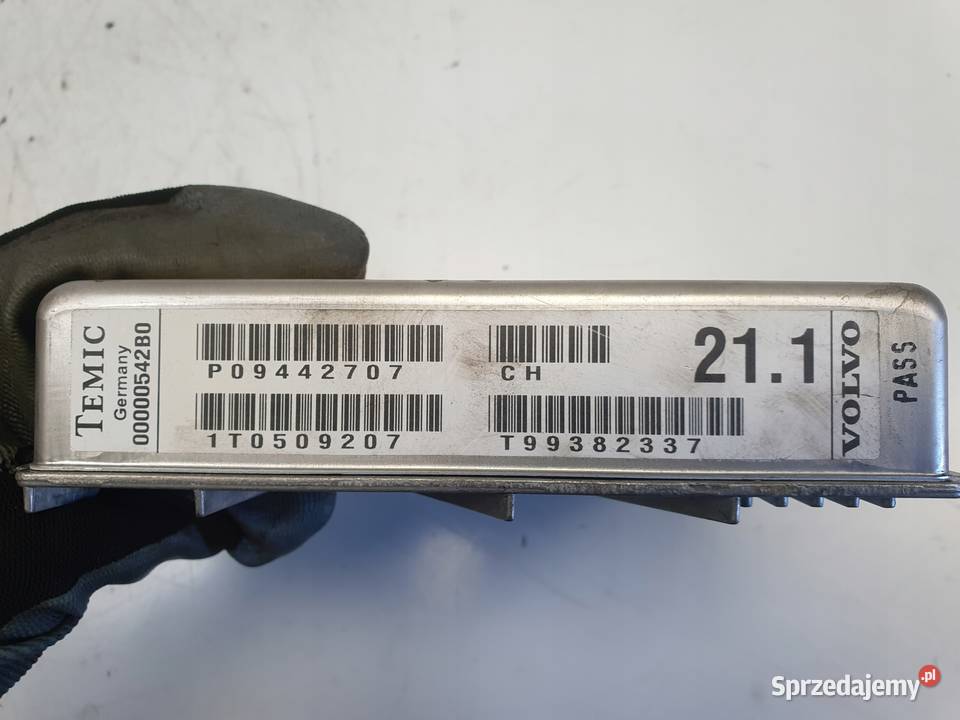 TEMIC
Germany
00000542B0
P09442707
CH
21.1
1T0509207
T99382337
VOLVO
PASS
Sprzedajemy.pl